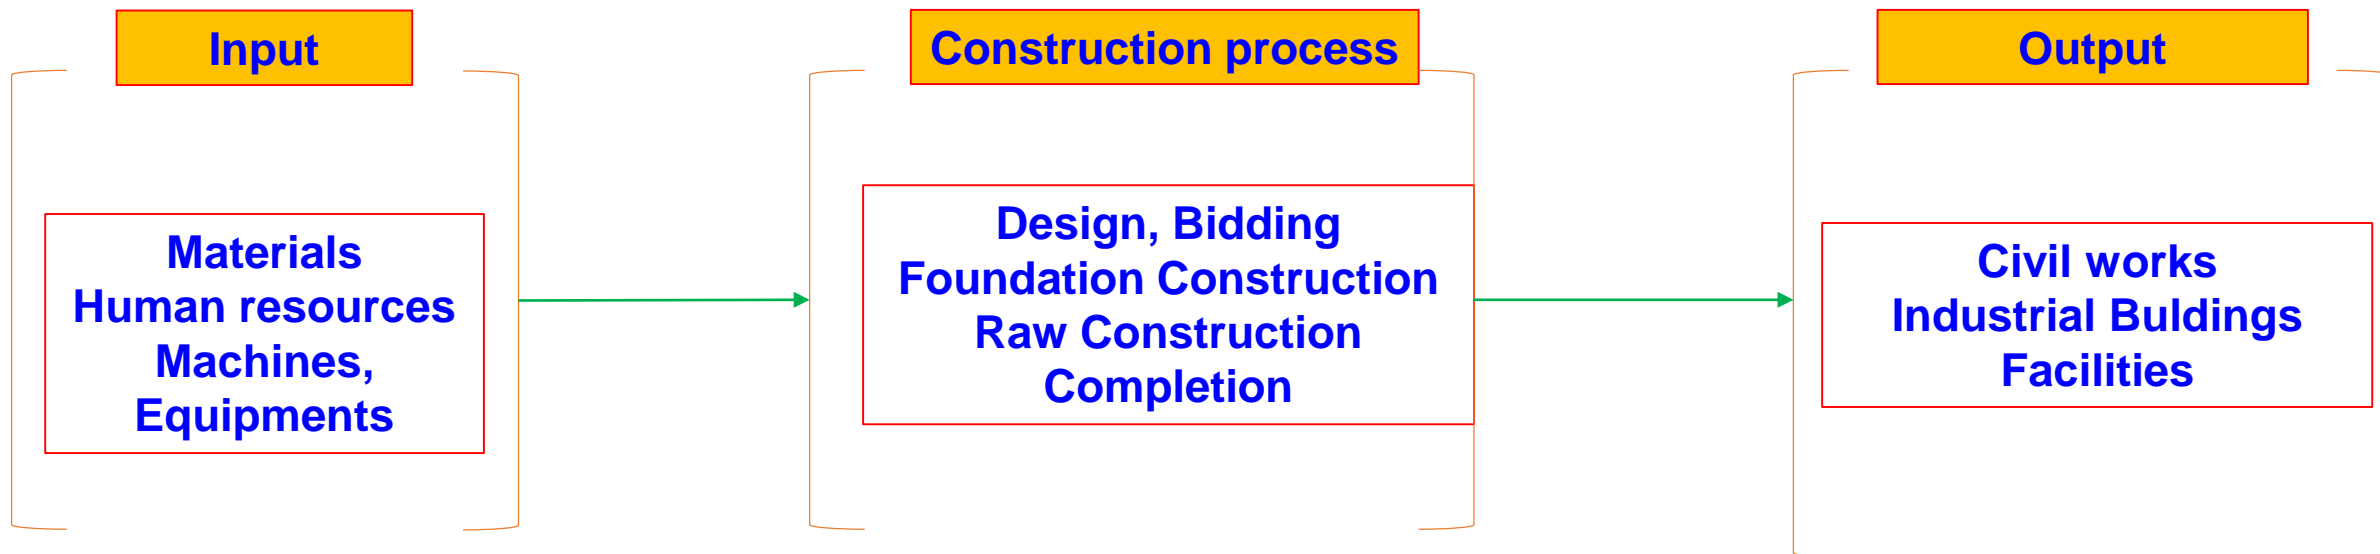 Input
Materials
Human resources
Machines,
Equipments
Construction process
Design, Bidding
Foundation Construction
Raw Construction
Completion
Output
Civil works
Industrial Buldings
Facilities